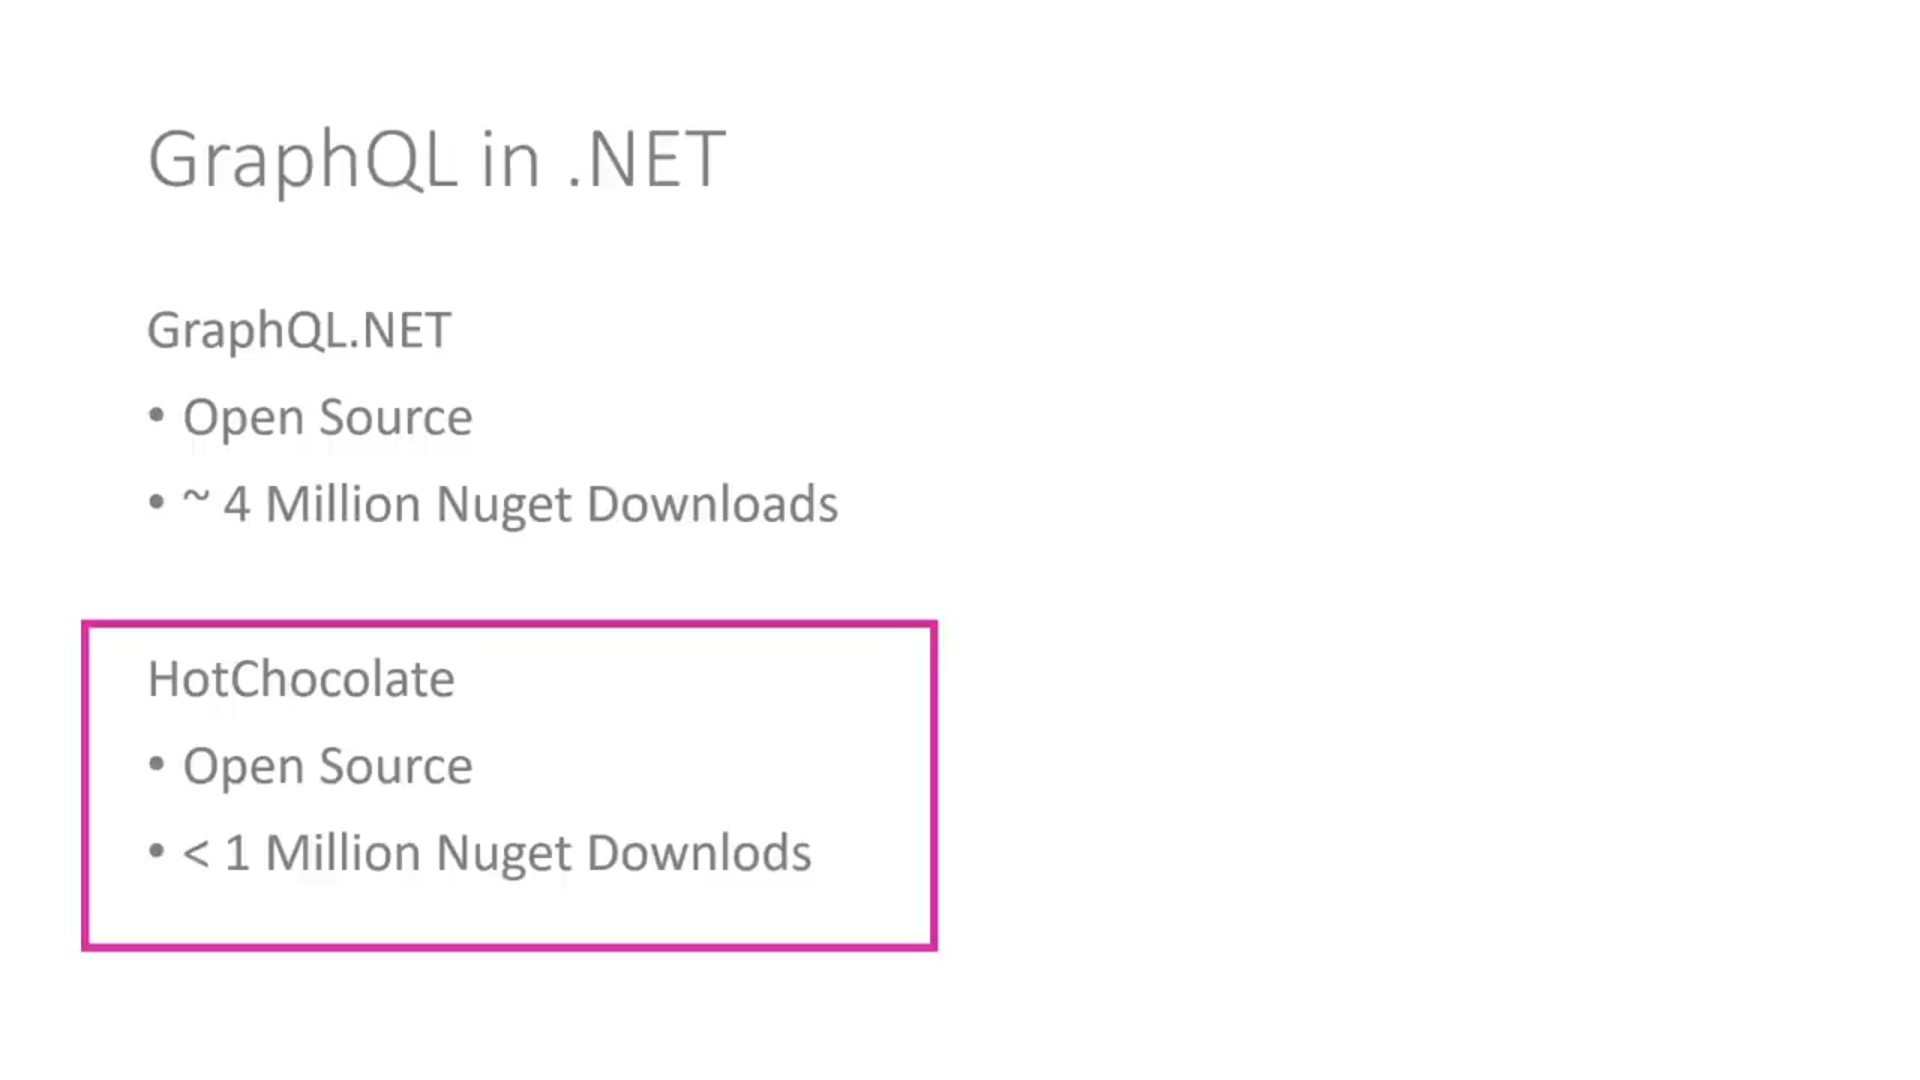 GraphQL in .NET
GraphQL.NET
• Open Source
• ~ 4 Million Nuget Downloads
HotChocolate
• Open Source
• < 1 Million Nuget Downlods